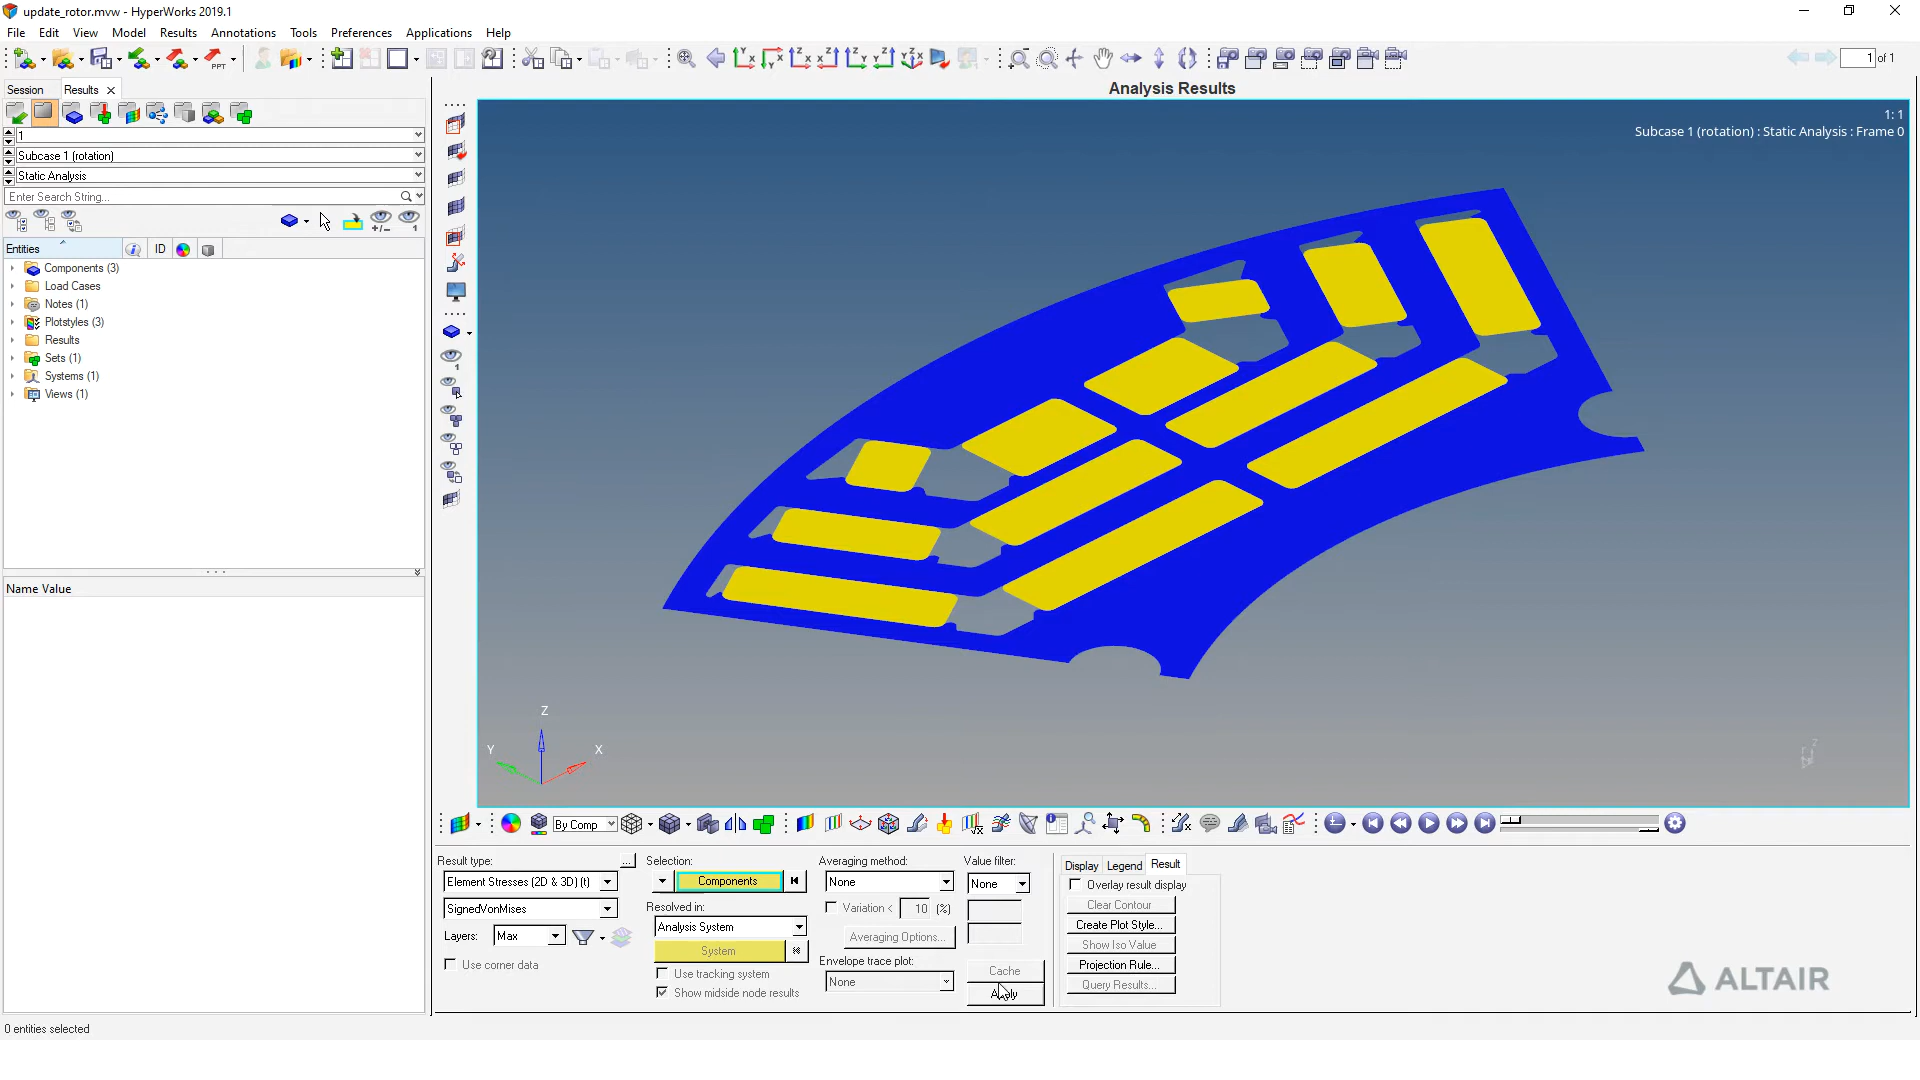 update_rotor.mvw - HyperWorks 2019.1
File Edit View Model Results Annotations Tools Preferences Applications Help
PPT
1 of 1
Session Results
Analysis Results
1
Subcase 1 (rotation)
Static Analysis
Enter Search String...
Entities ID
Components (3)
Load Cases
Notes (1)
Plotstyles (3)
Results
Sets (1)
Systems (1)
Views (1)
Name Value
1: 1
Subcase 1 (rotation) : Static Analysis : Frame 0
Z
Y X
By Comp
Result type: ...
Element Stresses (2D & 3D) (t)
SignedVonMises
Layers: Max
Use corner data
Selection:
Components
Resolved in:
Analysis System
System
Use tracking system
Show midside node results
Averaging method:
None
Variation < 10 (%)
Averaging Options...
Envelope trace plot:
None
Value filter:
None
Cache
Apply
Display Legend Result
Overlay result display
Clear Contour
Create Plot Style...
Show Iso Value
Projection Rule...
Query Results...
ALTAIR
0 entities selected